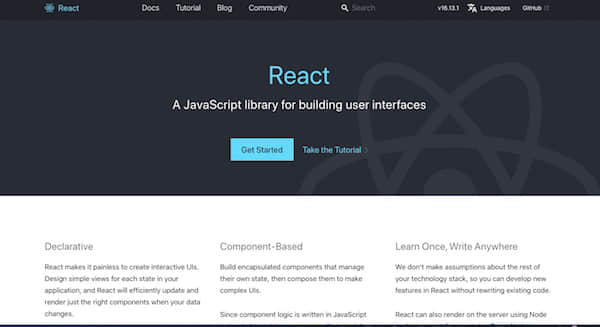 React Docs Tutorial Blog Community Search v16.13.1 Languages GitHub
React
A JavaScript library for building user interfaces
Get Started Take the Tutorial
Declarative
React makes it painless to create interactive UIs.
Design simple views for each state in your
application, and React will efficiently update and
render just the right components when your data
changes.
Component-Based
Build encapsulated components that manage
their own state, then compose them to make
complex UIs.
Since component logic is written in JavaScript
Learn Once, Write Anywhere
We don't make assumptions about the rest of
your technology stack, so you can develop new
features in React without rewriting existing code.
React can also render on the server using Node